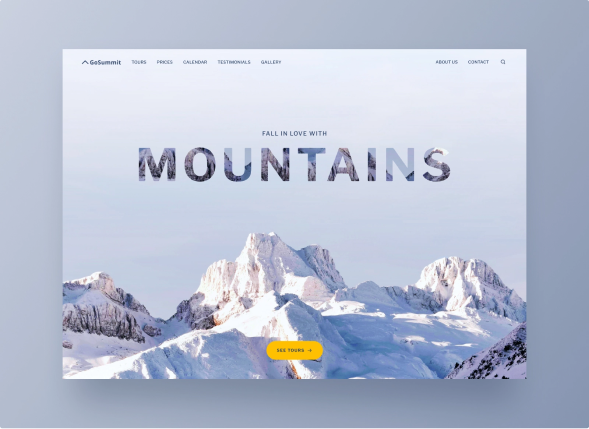 GoSummit TOURS PRICES CALENDAR TESTIMONIALS GALLERY ABOUT US CONTACT
FALL IN LOVE WITH
MOUNTAINS
SEE TOURS →